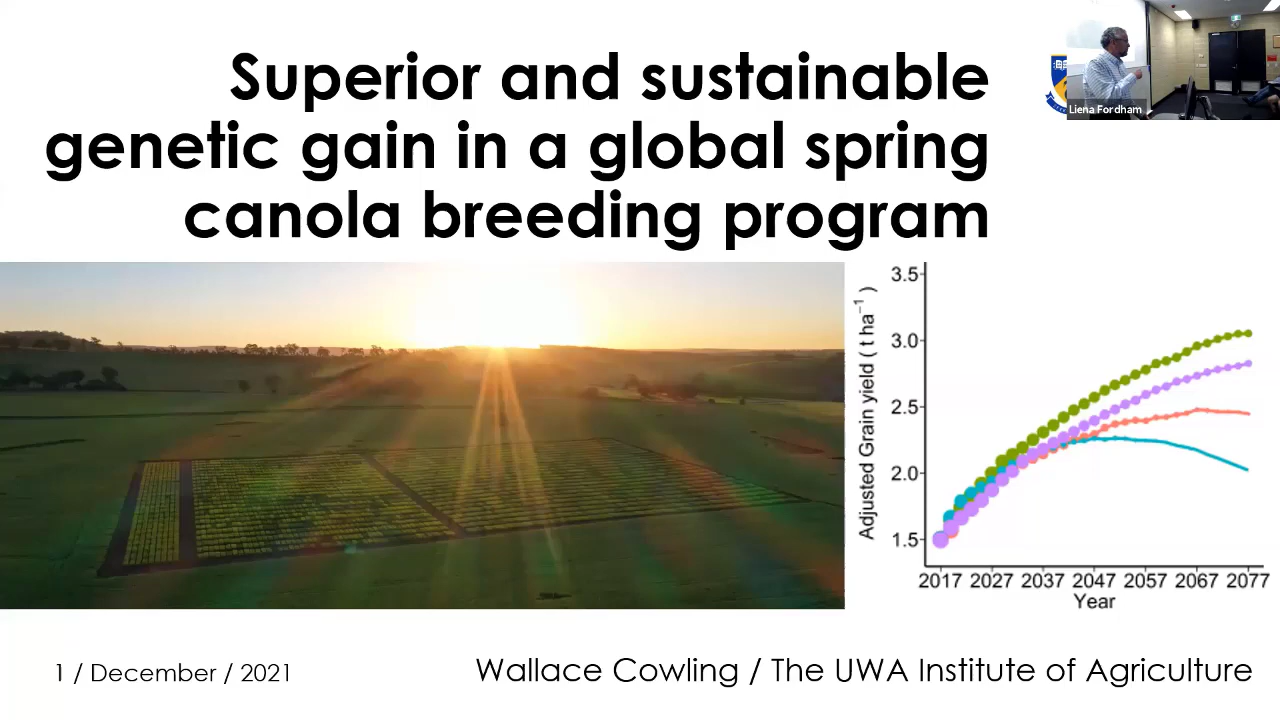 Superior and sustainable
genetic gain in a global spring
canola breeding program
Liena Fordham
Adjusted Grain yield ( t ha⁻¹ )
3.5
3.0
2.5
2.0
1.5
2017 2027 2037 2047 2057 2067 2077
Year
1 / December / 2021
Wallace Cowling / The UWA Institute of Agriculture